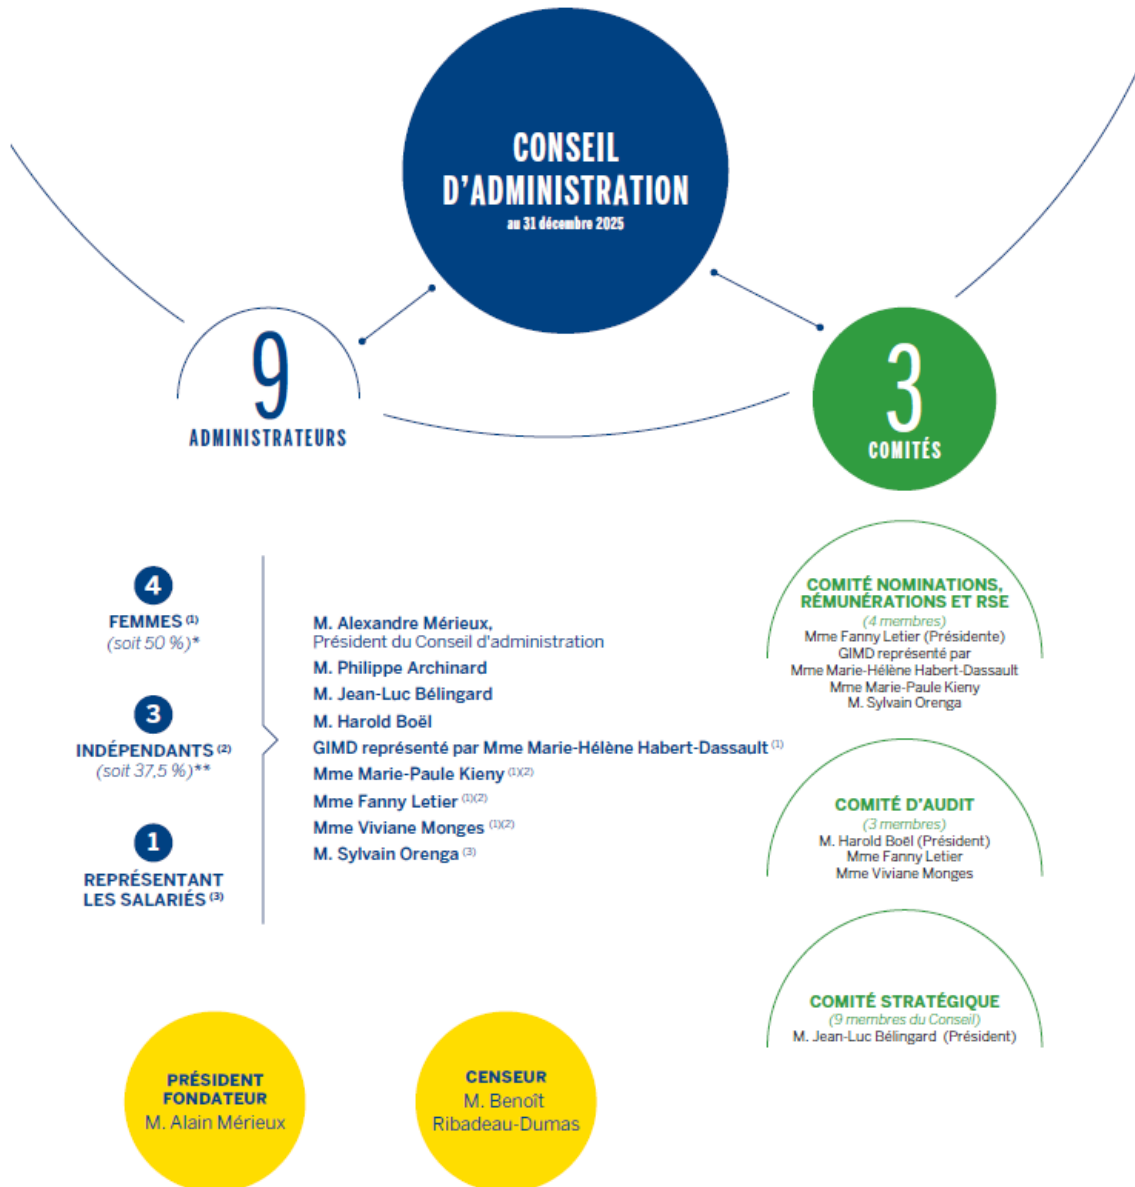 CONSEIL
D'ADMINISTRATION
au 31 décembre 2025
9
ADMINISTRATEURS
3
COMITÉS
4
FEMMES (1)
(soit 50 %)*
3
INDÉPENDANTS (2)
(soit 37,5 %)**
1
REPRÉSENTANT
LES SALARIÉS (3)
M. Alexandre Mérieux,
Président du Conseil d'administration
M. Philippe Archinard
M. Jean-Luc Bélingard
M. Harold Boël
GIMD représenté par Mme Marie-Hélène Habert-Dassault (1)
Mme Marie-Paule Kieny (1)(2)
Mme Fanny Letier (1)(2)
Mme Viviane Monges (1)(2)
M. Sylvain Orenga (3)
COMITÉ NOMINATIONS,
RÉMUNÉRATIONS ET RSE
(4 membres)
Mme Fanny Letier (Présidente)
GIMD représenté par
Mme Marie-Hélène Habert-Dassault
Mme Marie-Paule Kieny
M. Sylvain Orenga
COMITÉ D'AUDIT
(3 membres)
M. Harold Boël (Président)
Mme Fanny Letier
Mme Viviane Monges
COMITÉ STRATÉGIQUE
(9 membres du Conseil)
M. Jean-Luc Bélingard (Président)
PRÉSIDENT
FONDATEUR
M. Alain Mérieux
CENSEUR
M. Benoît
Ribadeau-Dumas